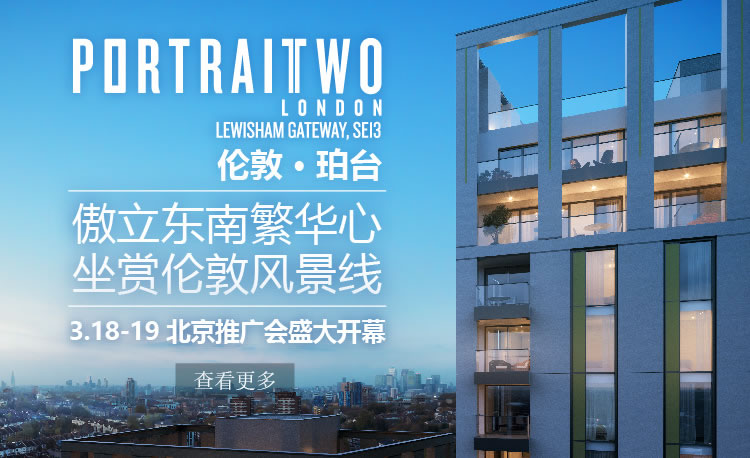 PORTRAITTWO
LONDON
LEWISHAM GATEWAY, SE13
伦敦·珀台
傲立东南繁华心
坐赏伦敦风景线
3.18-19 北京推广会盛大开幕
查看更多